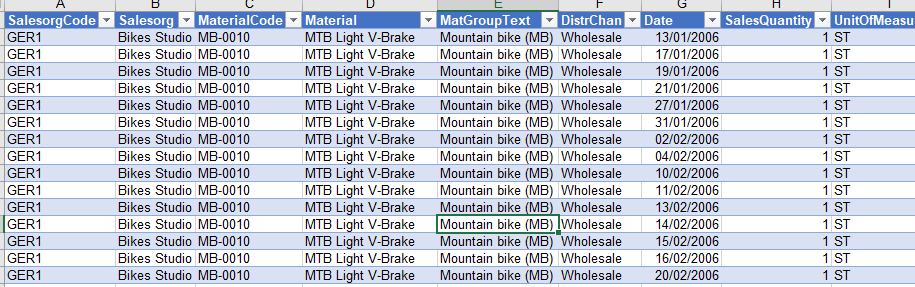 A B C D E F G H I
SalesorgCode Salesorg MaterialCode Material MatGroupText DistrChan Date SalesQuantity UnitOfMeasu
GER1 Bikes Studio MB-0010 MTB Light V-Brake Mountain bike (MB) Wholesale 13/01/2006 1 ST
GER1 Bikes Studio MB-0010 MTB Light V-Brake Mountain bike (MB) Wholesale 17/01/2006 1 ST
GER1 Bikes Studio MB-0010 MTB Light V-Brake Mountain bike (MB) Wholesale 19/01/2006 1 ST
GER1 Bikes Studio MB-0010 MTB Light V-Brake Mountain bike (MB) Wholesale 21/01/2006 1 ST
GER1 Bikes Studio MB-0010 MTB Light V-Brake Mountain bike (MB) Wholesale 27/01/2006 1 ST
GER1 Bikes Studio MB-0010 MTB Light V-Brake Mountain bike (MB) Wholesale 31/01/2006 1 ST
GER1 Bikes Studio MB-0010 MTB Light V-Brake Mountain bike (MB) Wholesale 02/02/2006 1 ST
GER1 Bikes Studio MB-0010 MTB Light V-Brake Mountain bike (MB) Wholesale 04/02/2006 1 ST
GER1 Bikes Studio MB-0010 MTB Light V-Brake Mountain bike (MB) Wholesale 10/02/2006 1 ST
GER1 Bikes Studio MB-0010 MTB Light V-Brake Mountain bike (MB) Wholesale 11/02/2006 1 ST
GER1 Bikes Studio MB-0010 MTB Light V-Brake Mountain bike (MB) Wholesale 13/02/2006 1 ST
GER1 Bikes Studio MB-0010 MTB Light V-Brake Mountain bike (MB) Wholesale 14/02/2006 1 ST
GER1 Bikes Studio MB-0010 MTB Light V-Brake Mountain bike (MB) Wholesale 15/02/2006 1 ST
GER1 Bikes Studio MB-0010 MTB Light V-Brake Mountain bike (MB) Wholesale 16/02/2006 1 ST
GER1 Bikes Studio MB-0010 MTB Light V-Brake Mountain bike (MB) Wholesale 20/02/2006 1 ST